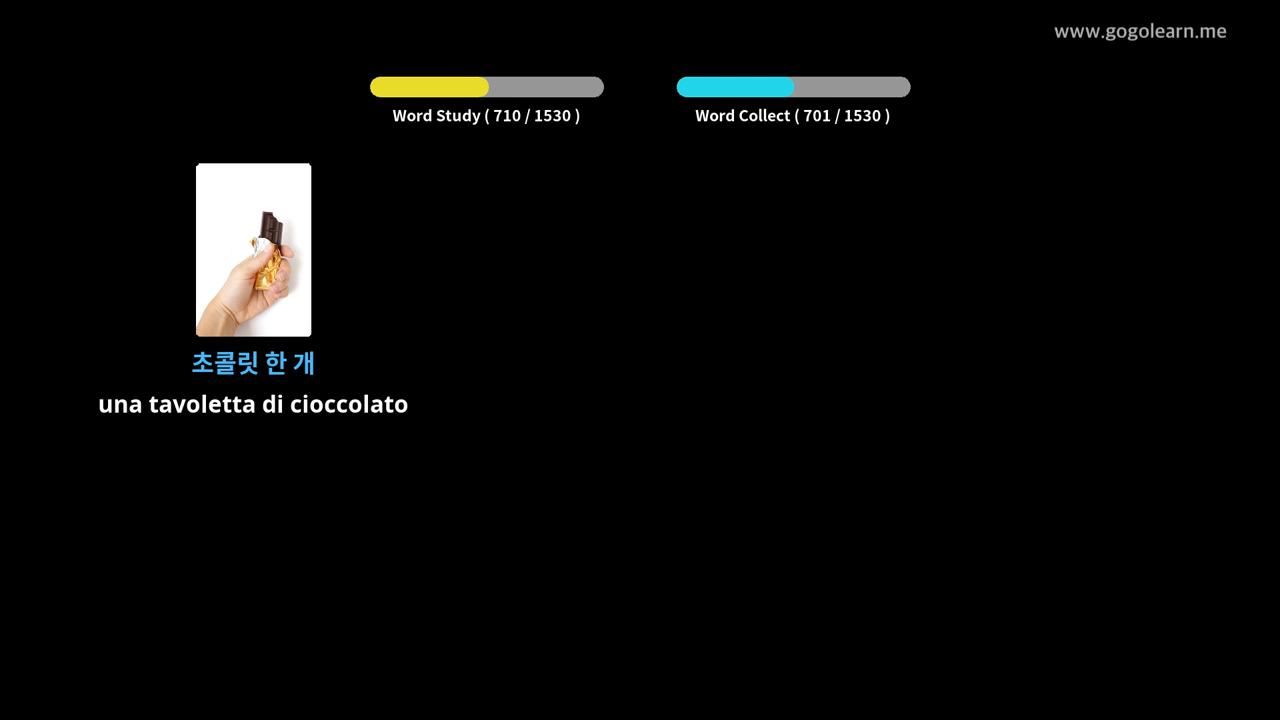 www.gogolearn.me
Word Study ( 710 / 1530 )
Word Collect ( 701 / 1530 )
초콜릿 한 개
una tavoletta di cioccolato